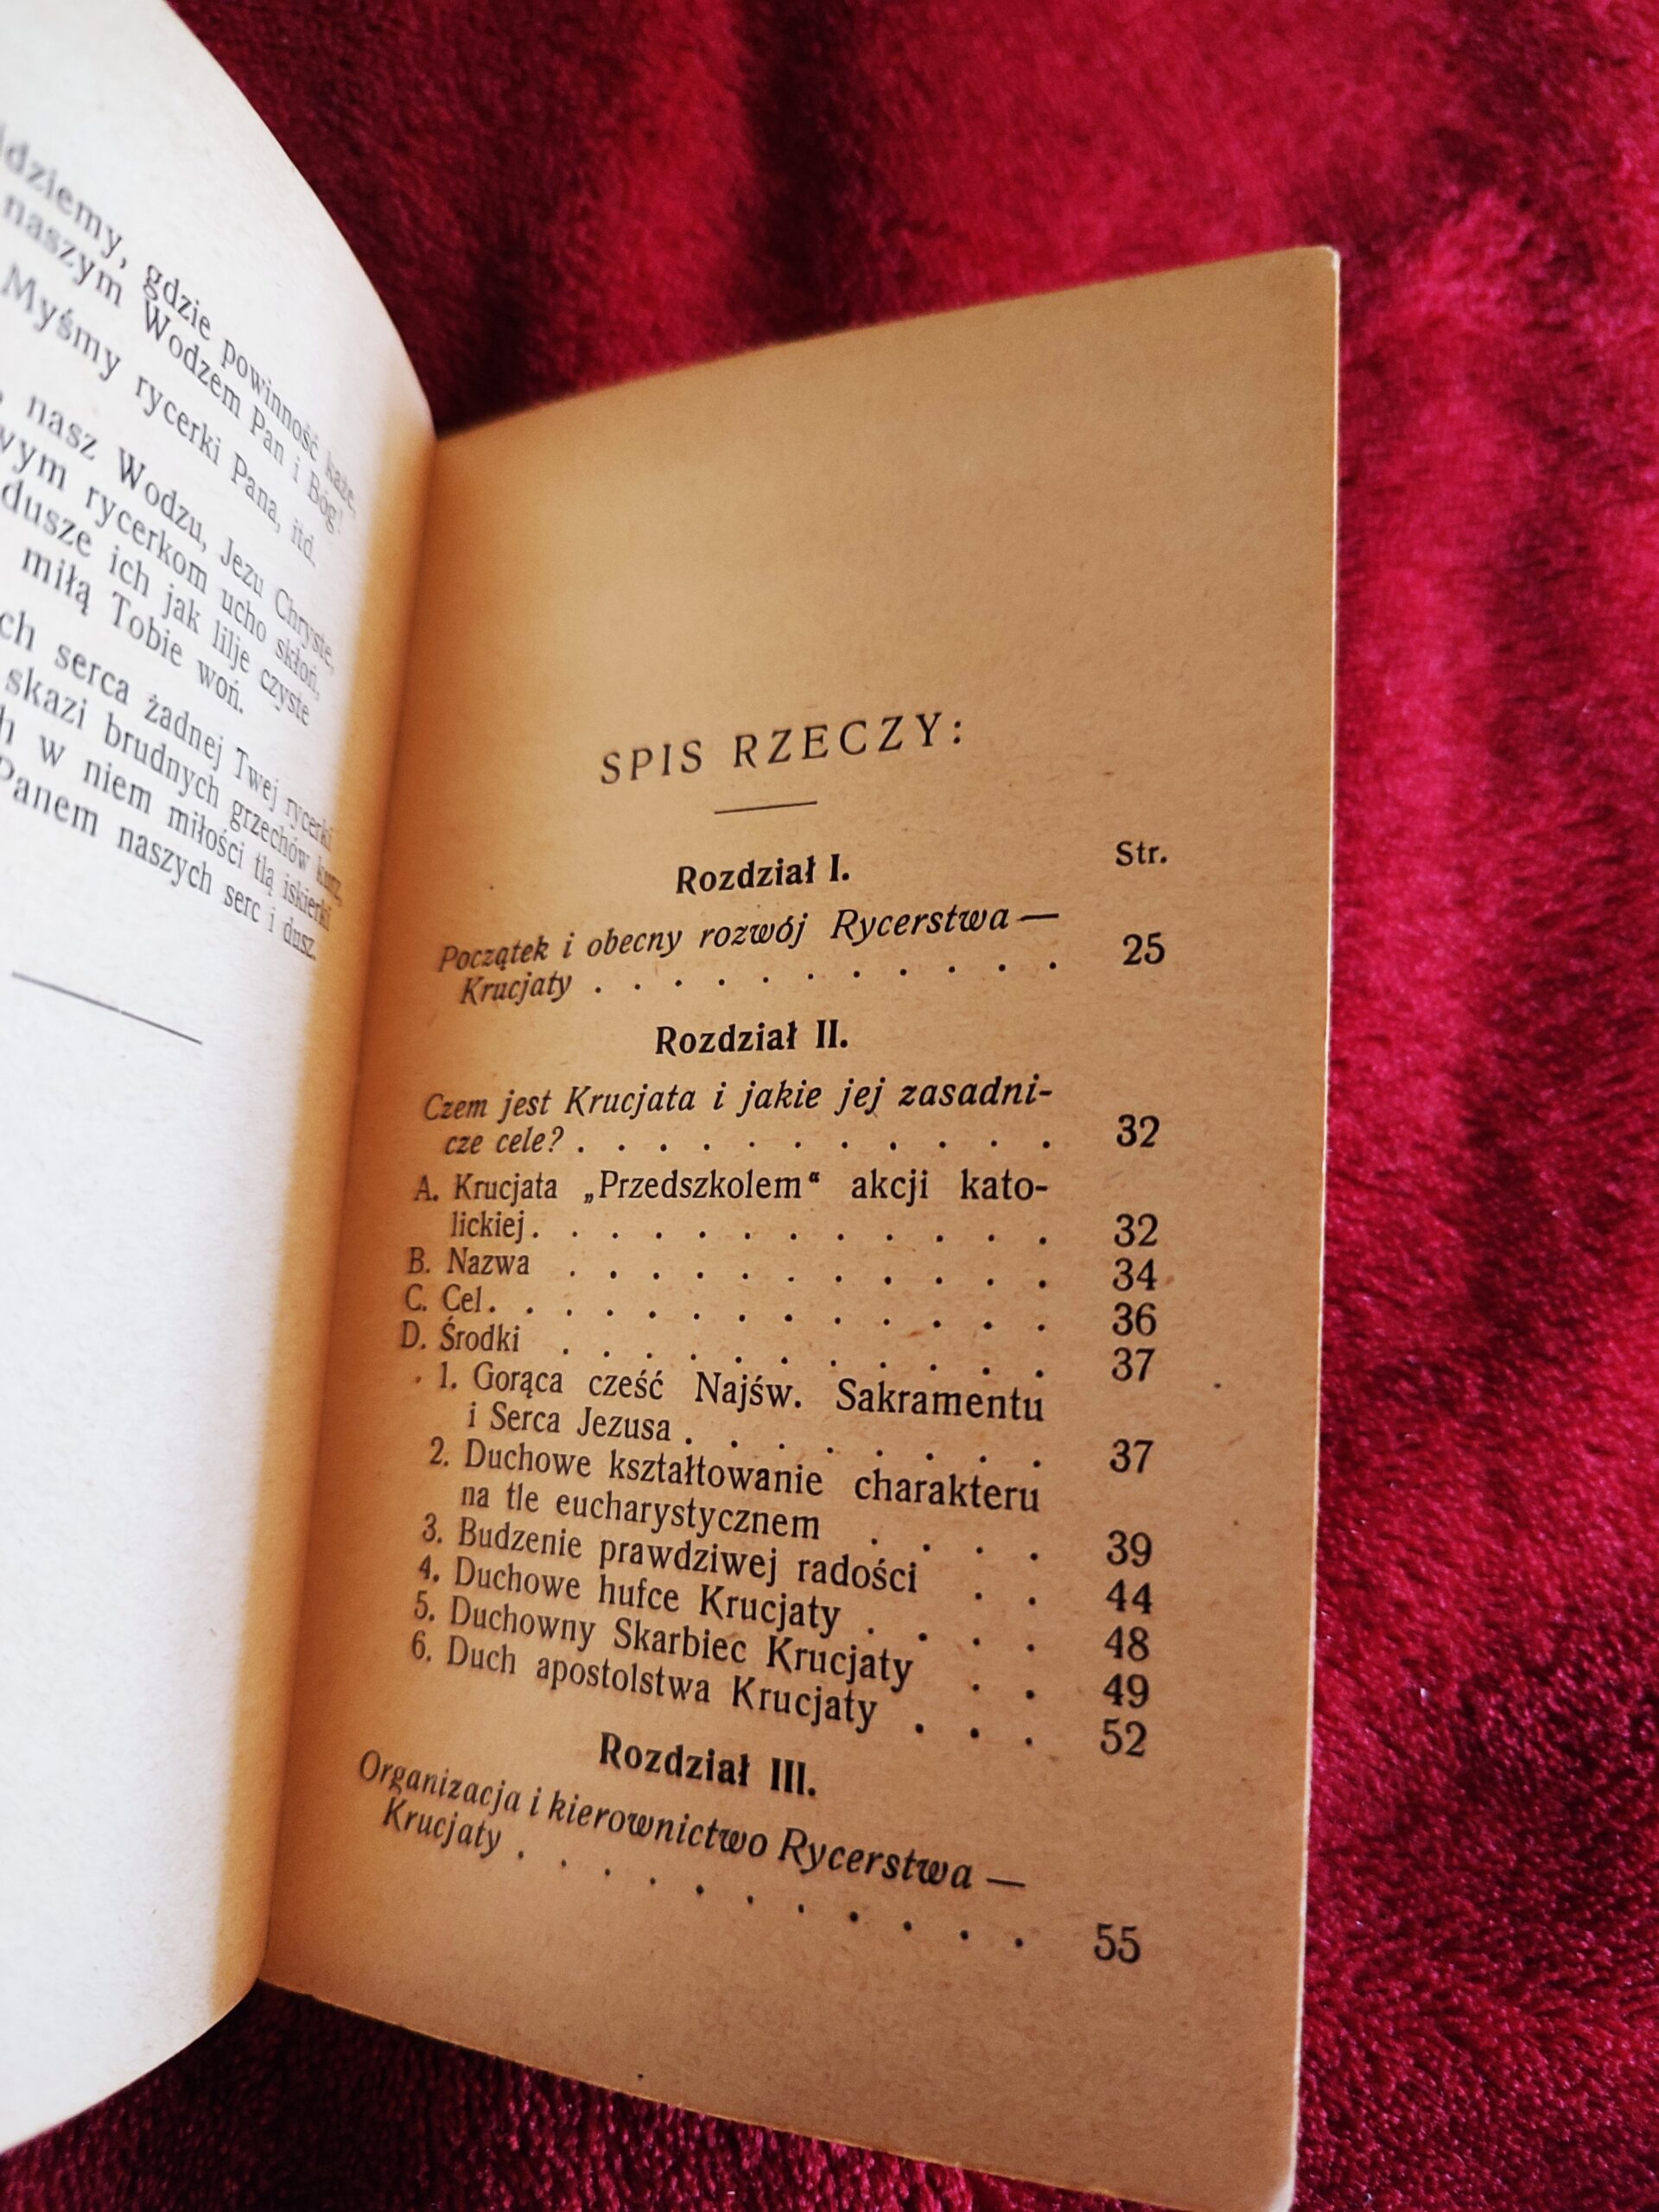 dziemy, gdzie powinność każe,
naszym Wodzem Pan i Bóg!
Myśmy rycerki Pana, itd.
nasz Wodzu, Jezu Chryste,
rycerkom ucho skłoń,
dusze ich jak lilje czyste
miłą Tobie woń.
serca żadnej Twej rycerki
skazi brudnych grzechów kurz,
w niem miłości tlą iskierki
Panem naszych serc i dusz.
SPIS RZECZY:
Str.
Rozdział I.
Początek i obecny rozwój Rycerstwa —
Krucjaty . . . . . . . . . . . 25
Rozdział II.
Czem jest Krucjata i jakie jej zasadni-
cze cele? . . . . . . . . . . . 32
A. Krucjata „Przedszkolem“ akcji kato-
lickiej . . . . . . . . . . . . 32
B. Nazwa . . . . . . . . . . . 34
C. Cel . . . . . . . . . . . . . 36
D. Środki . . . . . . . . . . . 37
1. Gorąca cześć Najśw. Sakramentu
i Serca Jezusa . . . . . . . . 37
2. Duchowe kształtowanie charakteru
na tle eucharystycznem . . . . 39
3. Budzenie prawdziwej radości . . 44
4. Duchowe hufce Krucjaty . . . . 48
5. Duchowny Skarbiec Krucjaty . . 49
6. Duch apostolstwa Krucjaty . . . 52
Rozdział III.
Organizacja i kierownictwo Rycerstwa —
Krucjaty . . . . . . . . . . . 55